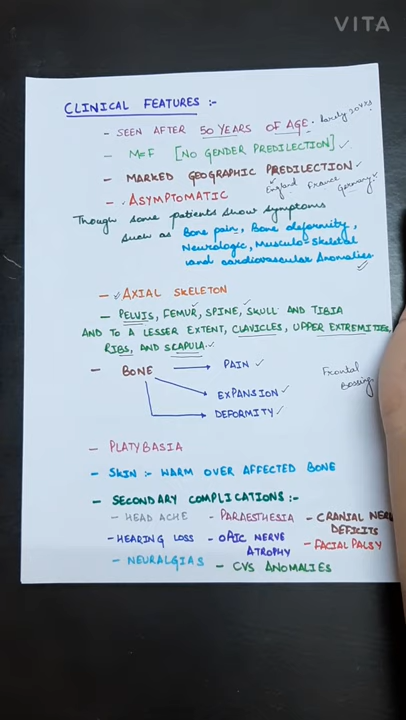 VITA
CLINICAL FEATURES :-
- SEEN AFTER 50 YEARS OF AGE. rarely 20 yrs
- M=F [NO GENDER PREDILECTION]
- MARKED GEOGRAPHIC PREDILECTION
England France Germany
- ASYMPTOMATIC
Though some patients show symptoms
such as Bone pain, Bone deformity,
Neurologic, Musculo-Skeletal
and cardiovascular Anomalies
- AXIAL SKELETON
- PELVIS, FEMUR, SPINE, SKULL AND TIBIA
AND TO A LESSER EXTENT, CLAVICLES, UPPER EXTREMITIES,
RIBS, AND SCAPULA.
- BONE → PAIN
Frontal
Bossing
→ EXPANSION
→ DEFORMITY
- PLATYBASIA
- SKIN :- WARM OVER AFFECTED BONE
- SECONDARY COMPLICATIONS :-
- HEAD ACHE - PARAESTHESIA - CRANIAL NERVE
DEFICITS
- HEARING LOSS - OPTIC NERVE
ATROPHY - FACIAL PALSY
- NEURALGIAS - CVS ANOMALIES